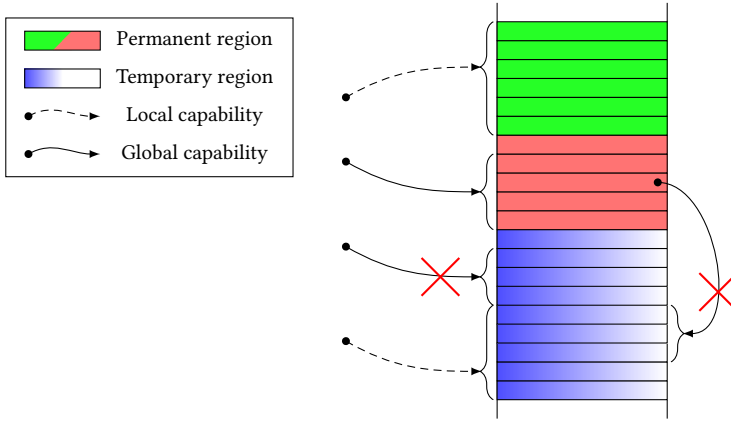 Permanent region
Temporary region
Local capability
Global capability